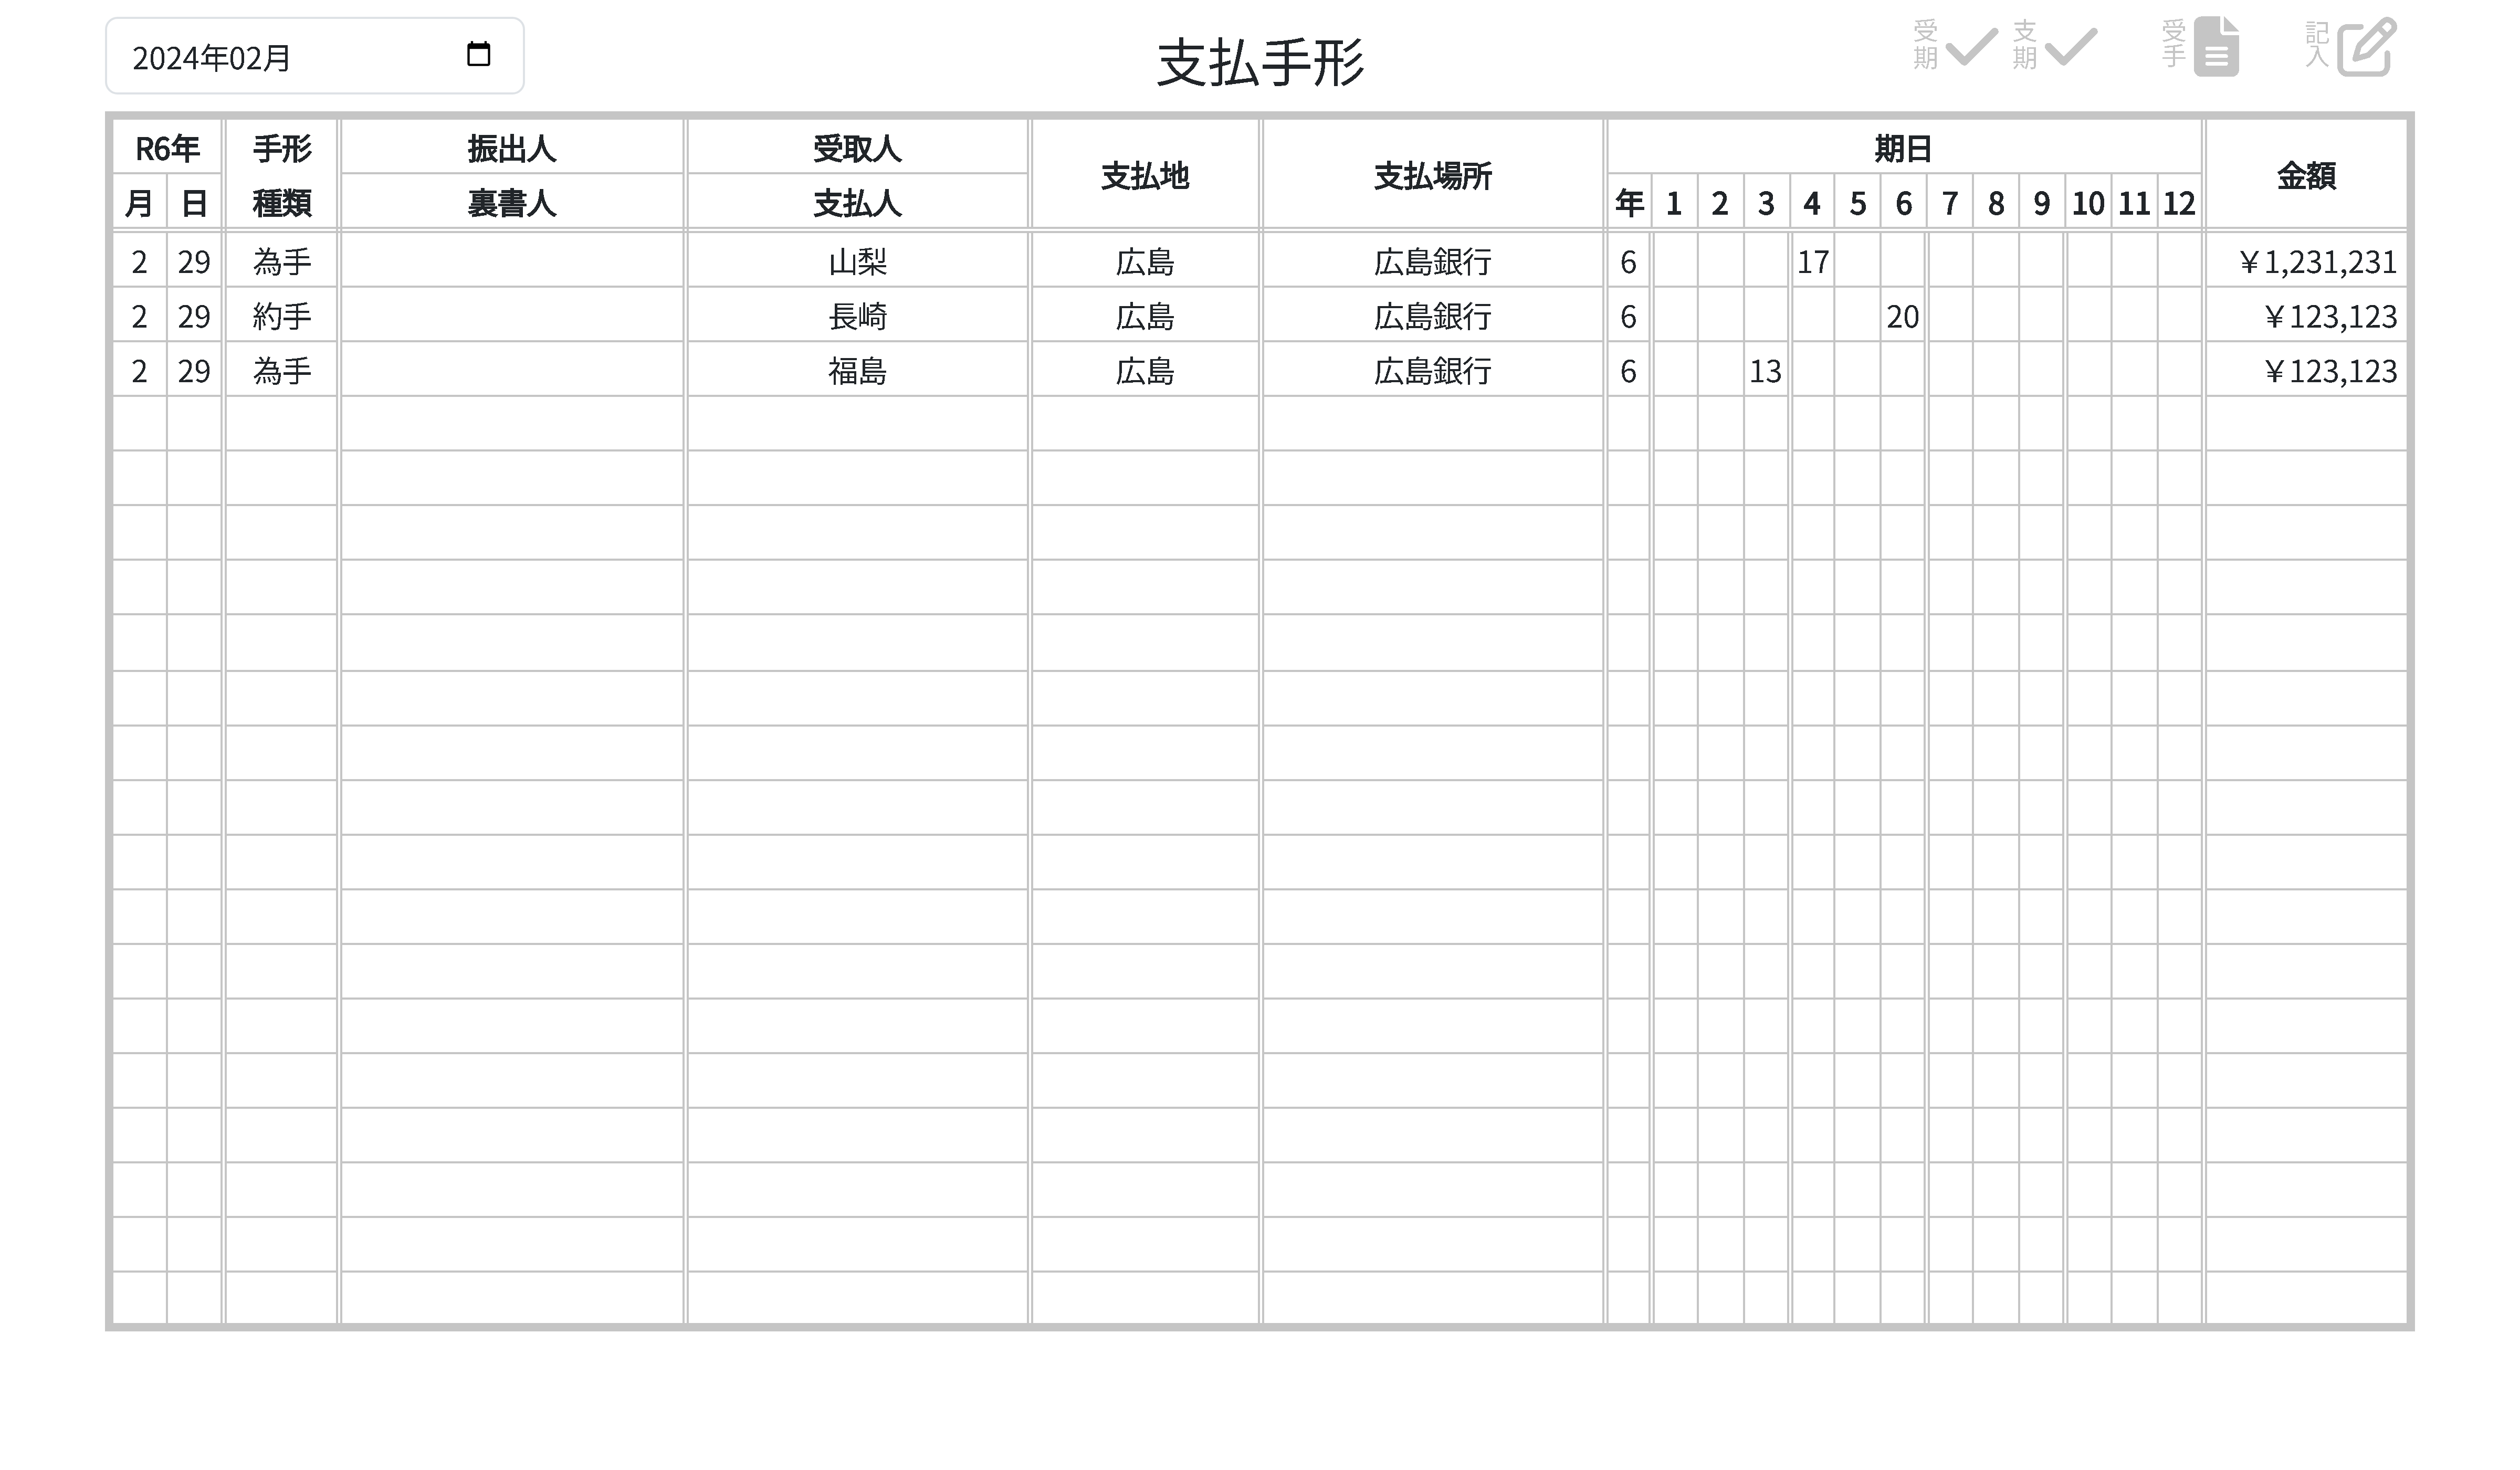 2024年02月
支払手形
受期
支期
受手
記入
R6年 手形 振出人 受取人 支払地 支払場所 期日 金額
月 日 種類 裏書人 支払人 年 1 2 3 4 5 6 7 8 9 10 11 12
2 29 為手 山梨 広島 広島銀行 6 17 ￥1,231,231
2 29 約手 長崎 広島 広島銀行 6 20 ￥123,123
2 29 為手 福島 広島 広島銀行 6 13 ￥123,123